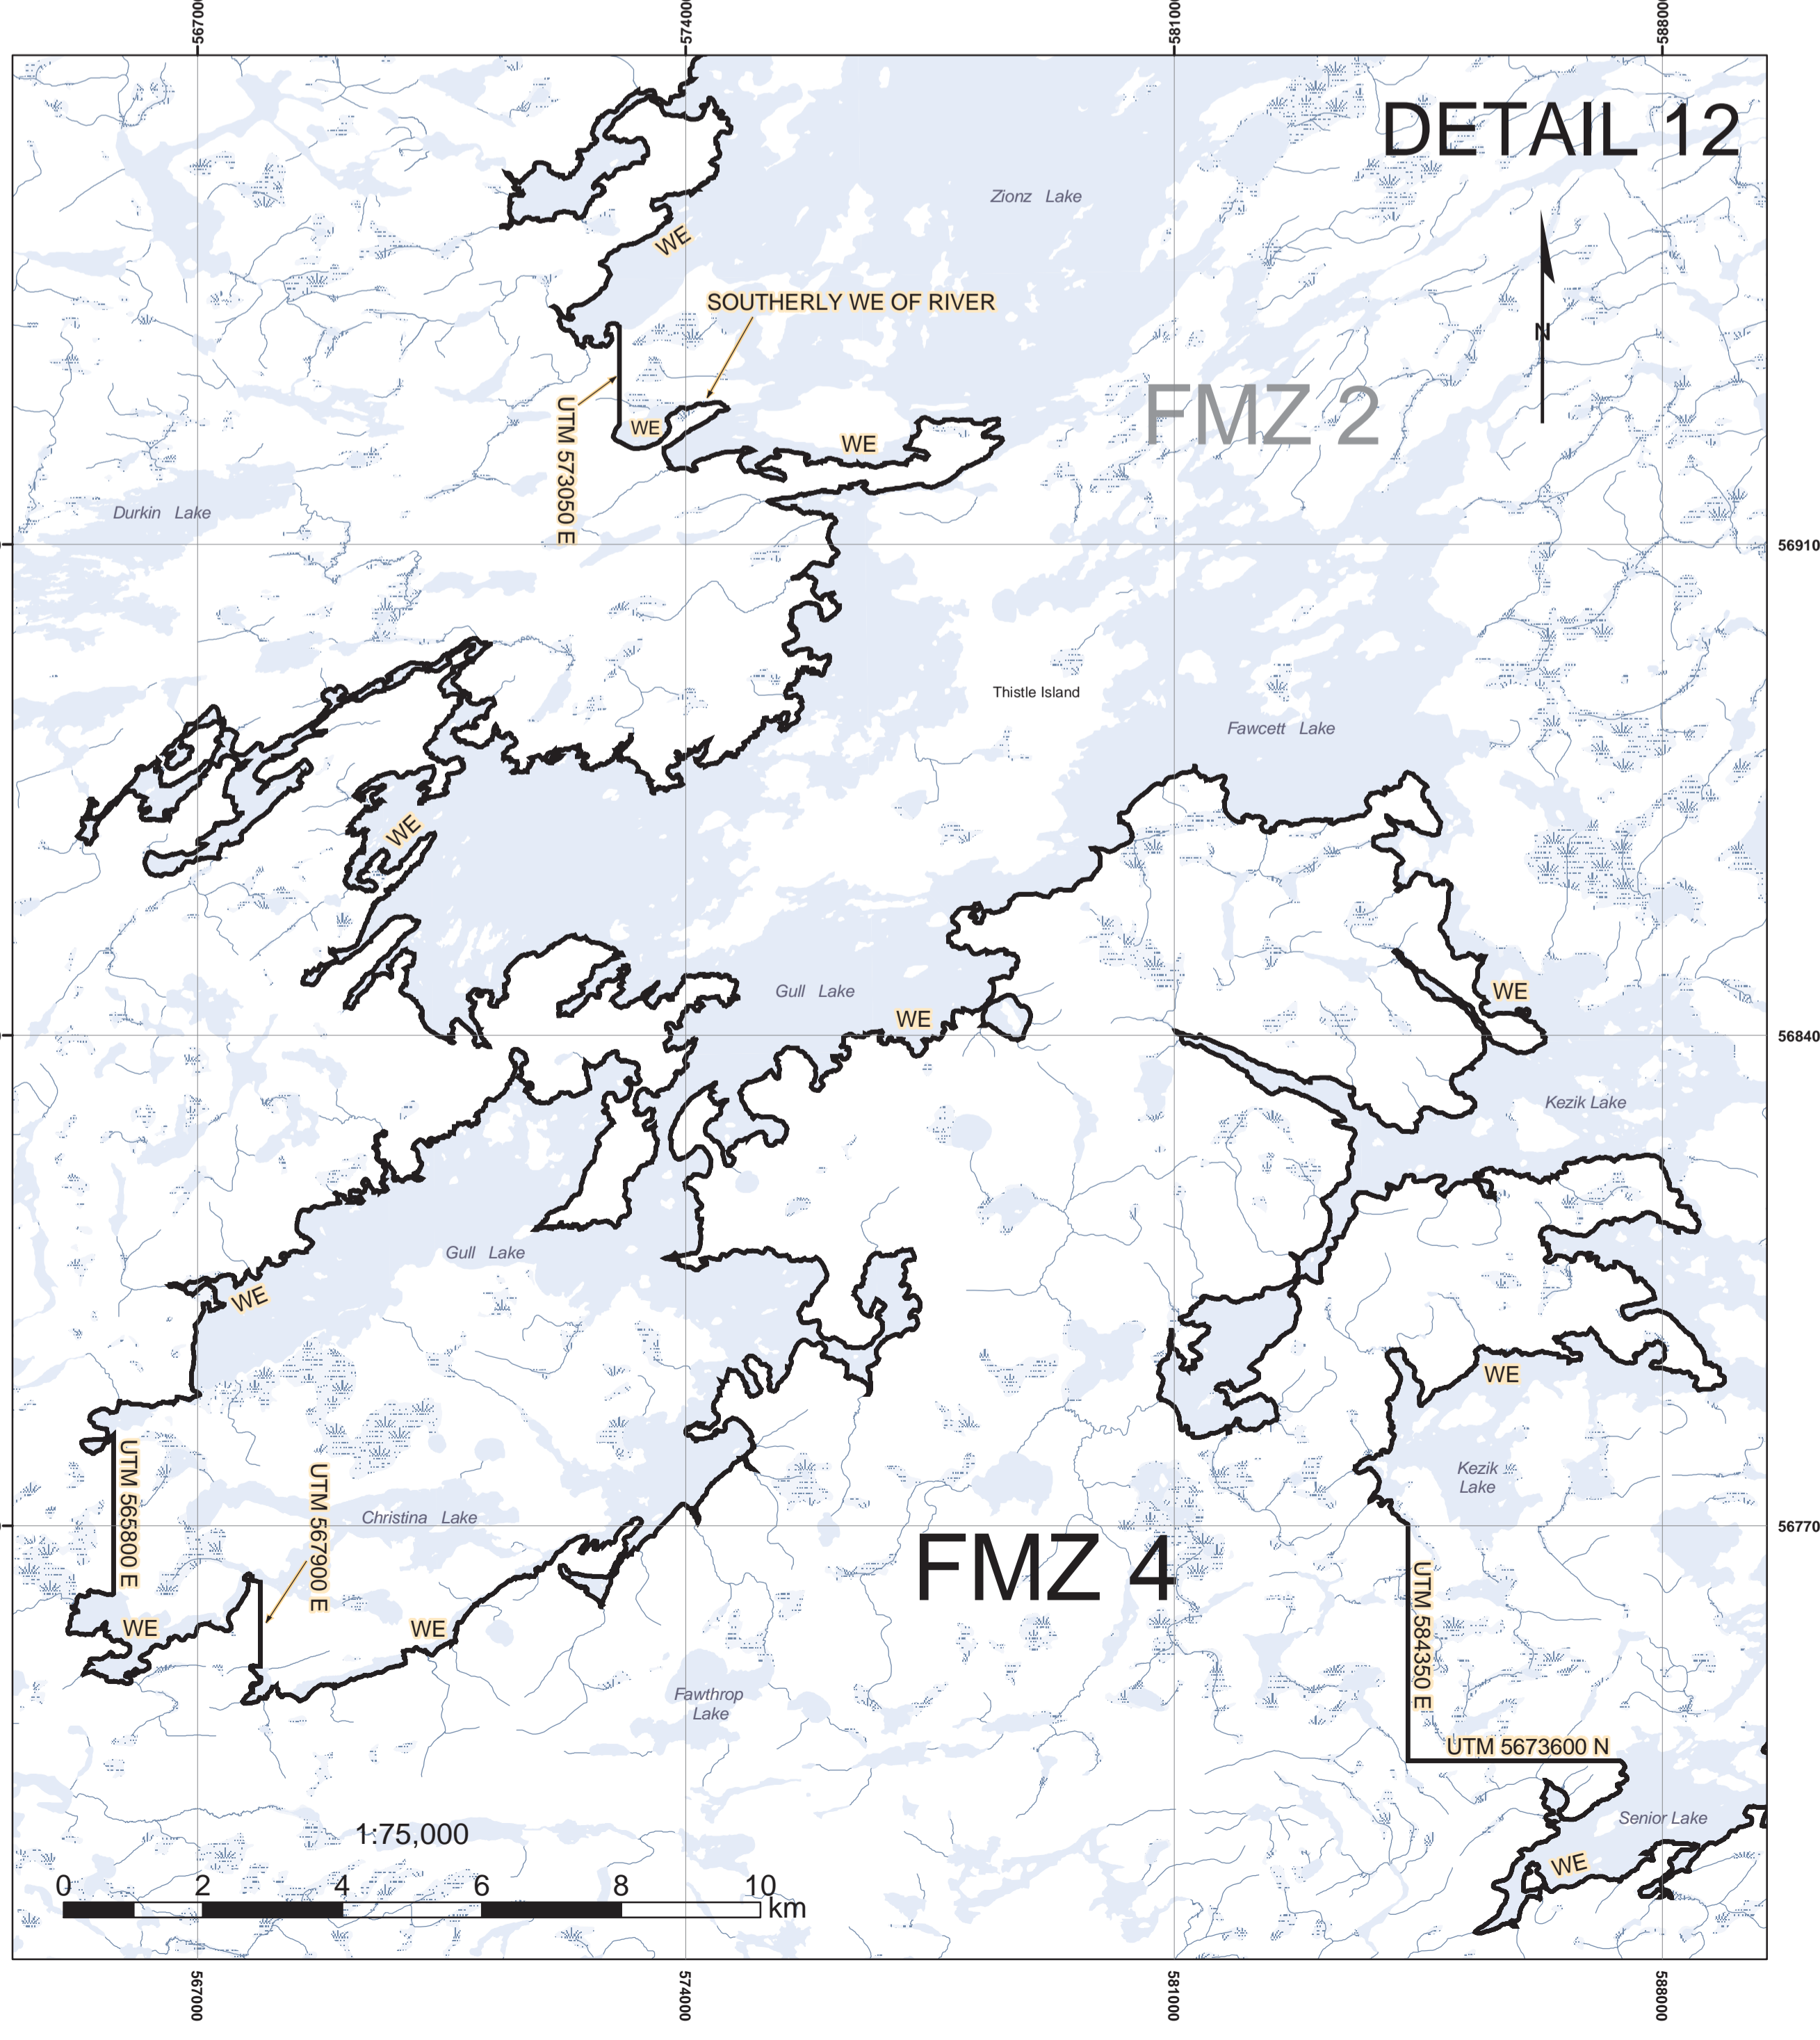 567000
574000
581000
588000
DETAIL 12
Zionz Lake
WE
SOUTHERLY WE OF RIVER
N
FMZ 2
UTM 573050 E
WE
WE
Durkin Lake
56910
Thistle Island
Fawcett Lake
WE
Gull Lake
WE
WE
56840
Kezik Lake
Gull Lake
WE
WE
UTM 565800 E
UTM 567900 E
Kezik
Lake
Christina Lake
56770
FMZ 4
UTM 584350 E
WE
WE
Fawthrop
Lake
UTM 5673600 N
Senior Lake
1:75,000
WE
0 2 4 6 8 10
km
567000
574000
581000
588000